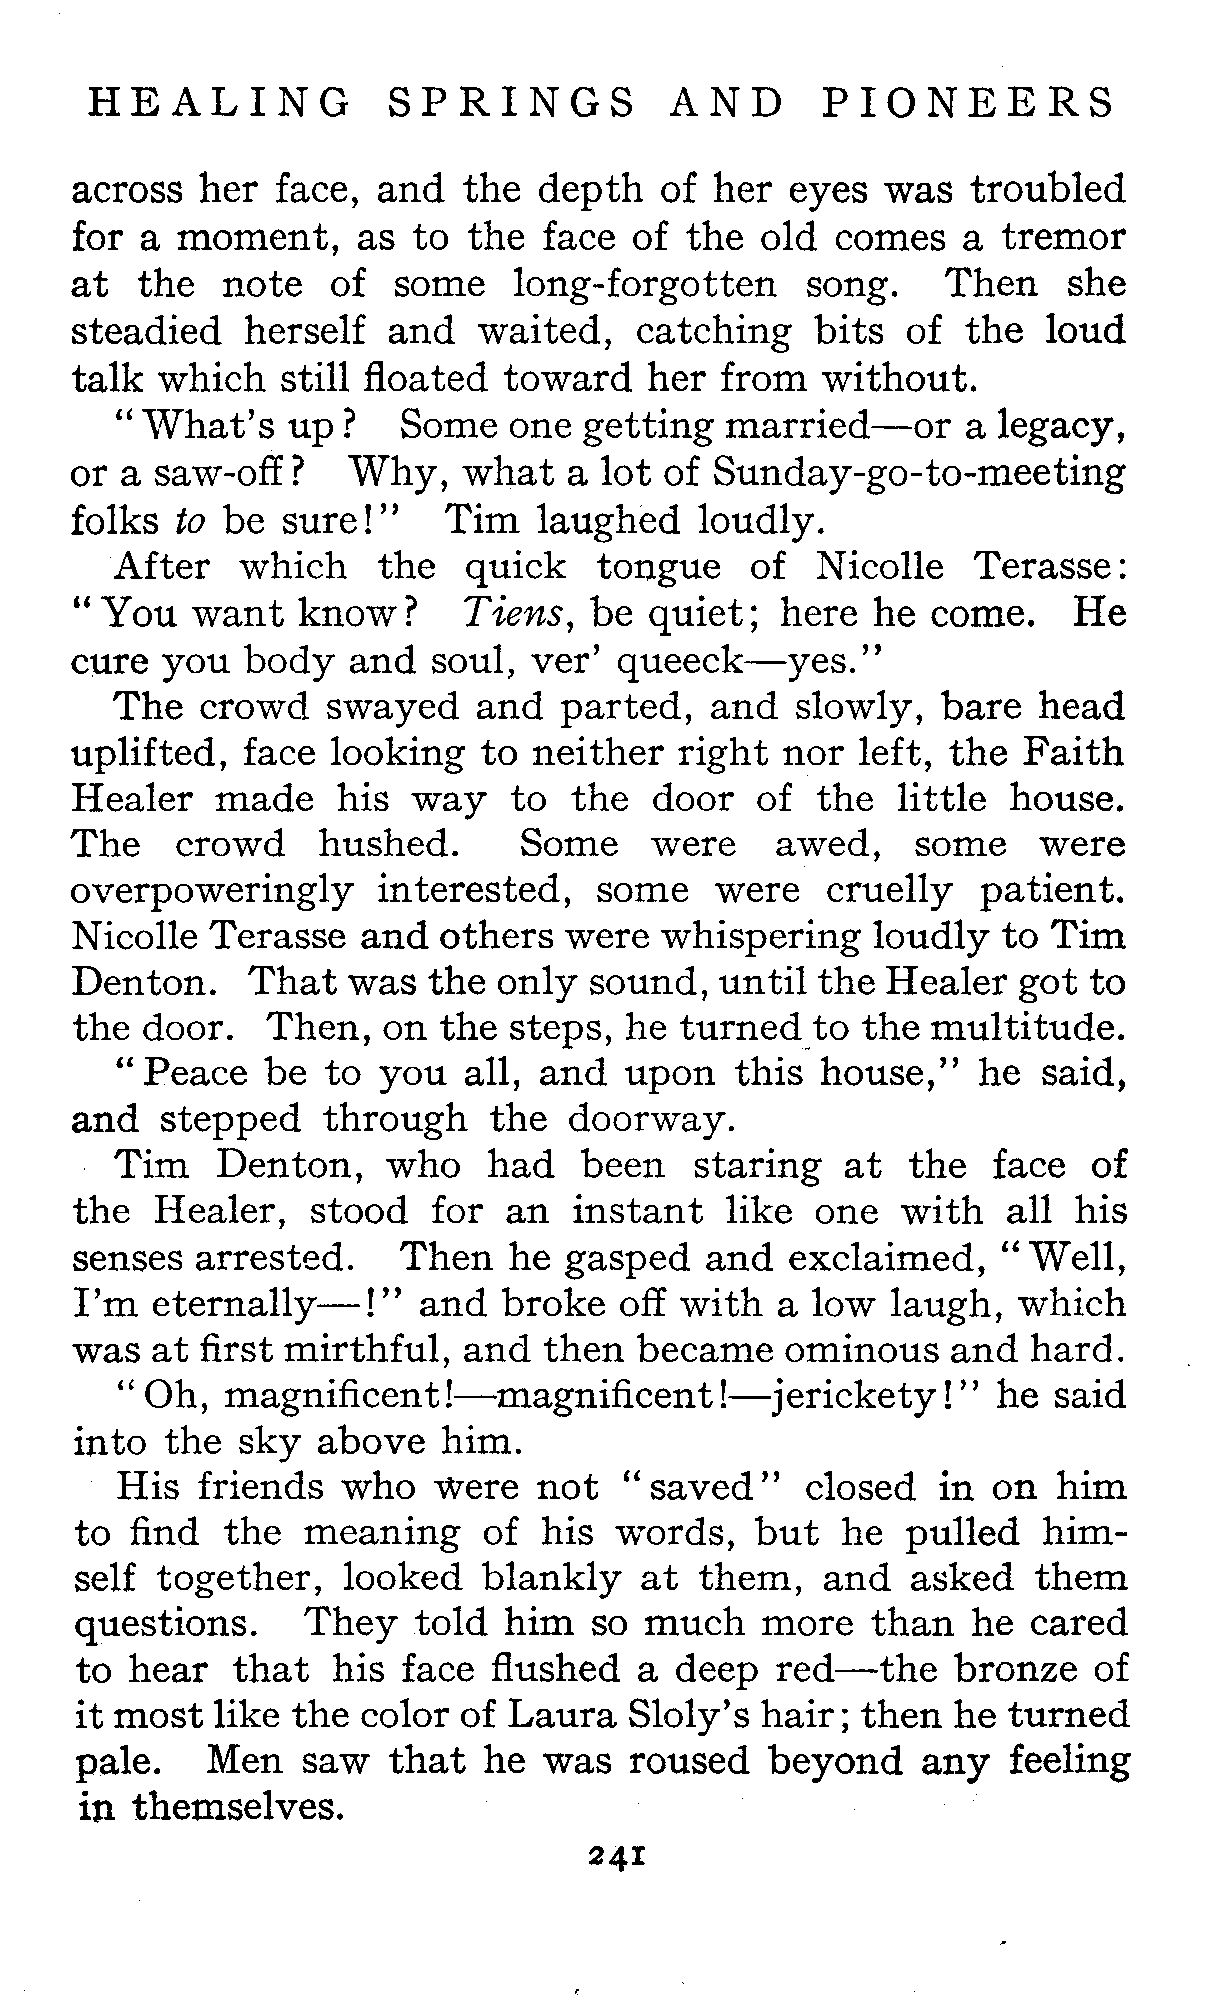 HEALING SPRINGS AND PIONEERS
across her face, and the depth of her eyes was troubled
for a moment, as to the face of the old comes a tremor
at the note of some long-forgotten song. Then she
steadied herself and waited, catching bits of the loud
talk which still floated toward her from without.
"What's up? Some one getting married—or a legacy,
or a saw-off? Why, what a lot of Sunday-go-to-meeting
folks to be sure!" Tim laughed loudly.
After which the quick tongue of Nicolle Terasse:
"You want know? Tiens, be quiet; here he come. He
cure you body and soul, ver' queeck—yes."
The crowd swayed and parted, and slowly, bare head
uplifted, face looking to neither right nor left, the Faith
Healer made his way to the door of the little house.
The crowd hushed. Some were awed, some were
overpoweringly interested, some were cruelly patient.
Nicolle Terasse and others were whispering loudly to Tim
Denton. That was the only sound, until the Healer got to
the door. Then, on the steps, he turned to the multitude.
"Peace be to you all, and upon this house," he said,
and stepped through the doorway.
Tim Denton, who had been staring at the face of
the Healer, stood for an instant like one with all his
senses arrested. Then he gasped and exclaimed, "Well,
I'm eternally—!" and broke off with a low laugh, which
was at first mirthful, and then became ominous and hard.
"Oh, magnificent!—magnificent!—jerickety!" he said
into the sky above him.
His friends who were not "saved" closed in on him
to find the meaning of his words, but he pulled him-
self together, looked blankly at them, and asked them
questions. They told him so much more than he cared
to hear that his face flushed a deep red—the bronze of
it most like the color of Laura Sloly's hair; then he turned
pale. Men saw that he was roused beyond any feeling
in themselves.
241